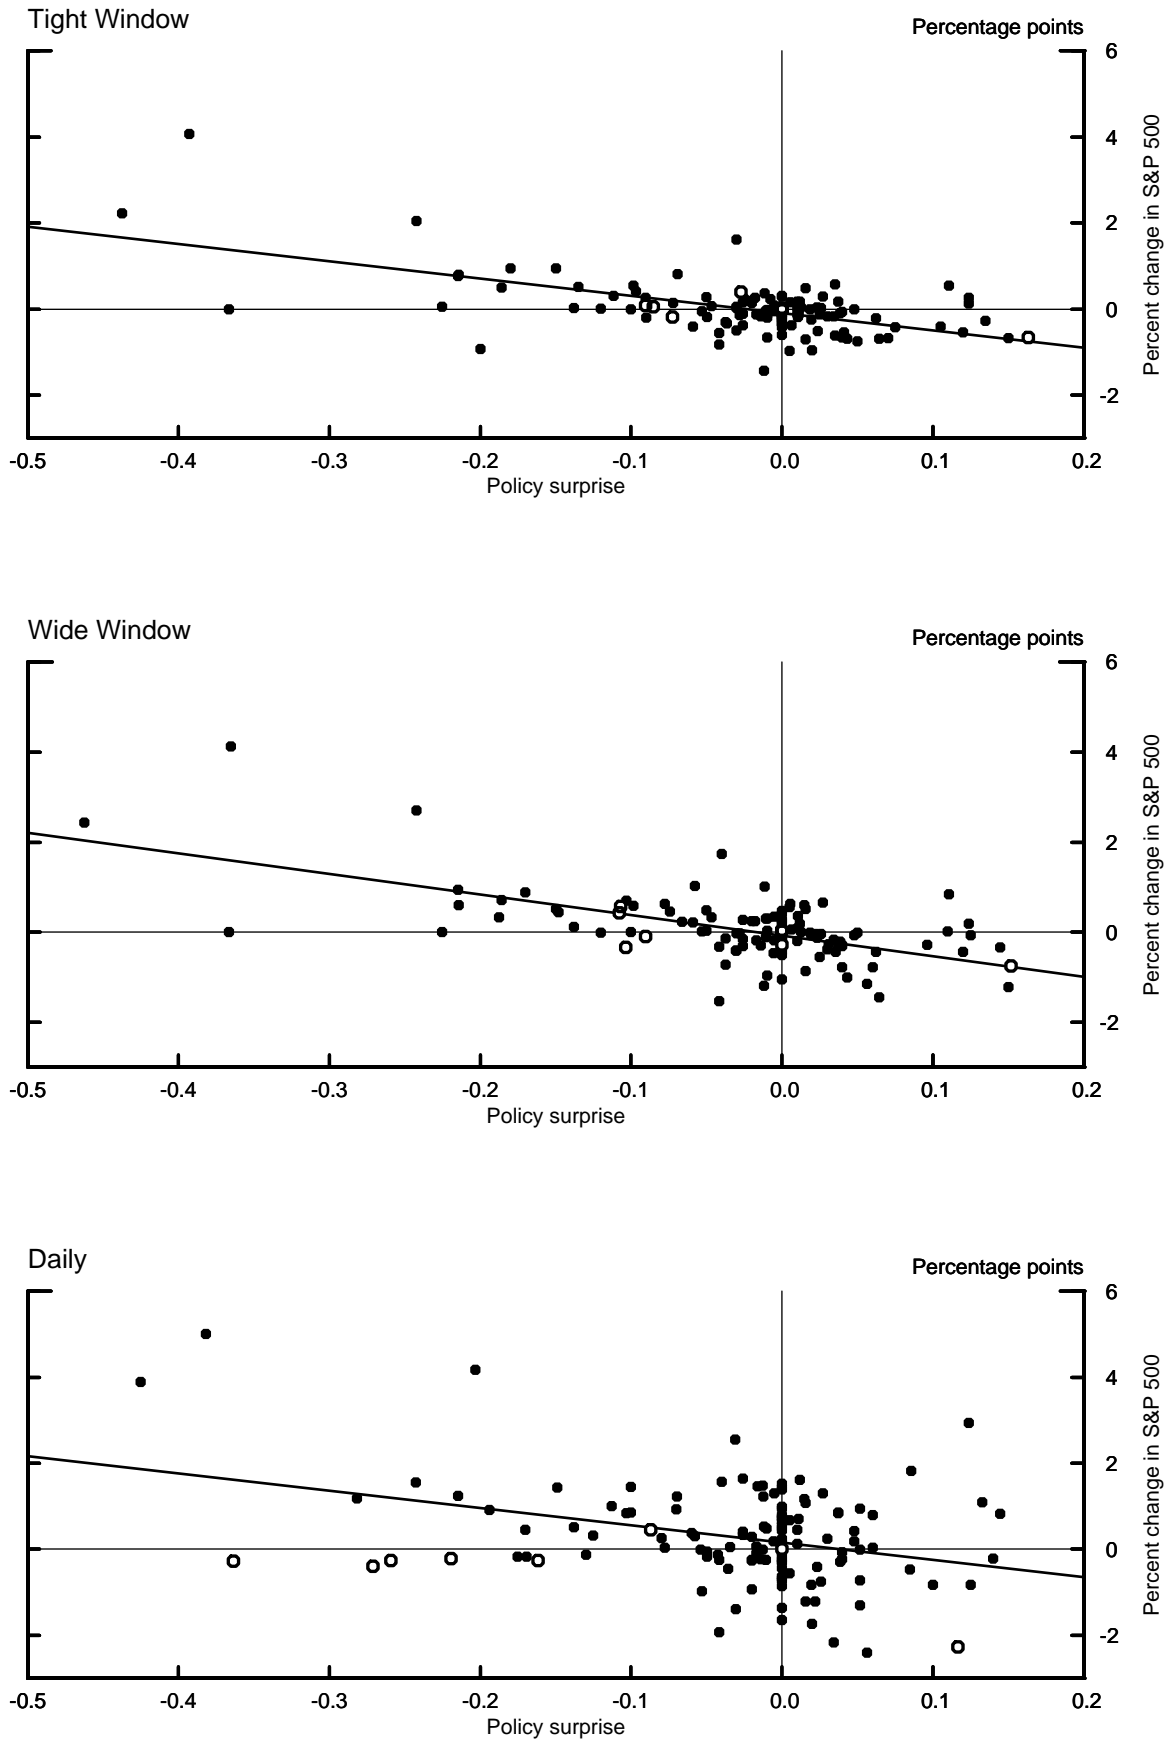 Tight Window
Percentage points
6
4
2
0
-2
Percent change in S&P 500
-0.5 -0.4 -0.3 -0.2 -0.1 0.0 0.1 0.2
Policy surprise
Wide Window
Percentage points
6
4
2
0
-2
Percent change in S&P 500
-0.5 -0.4 -0.3 -0.2 -0.1 0.0 0.1 0.2
Policy surprise
Daily
Percentage points
6
4
2
0
-2
Percent change in S&P 500
-0.5 -0.4 -0.3 -0.2 -0.1 0.0 0.1 0.2
Policy surprise